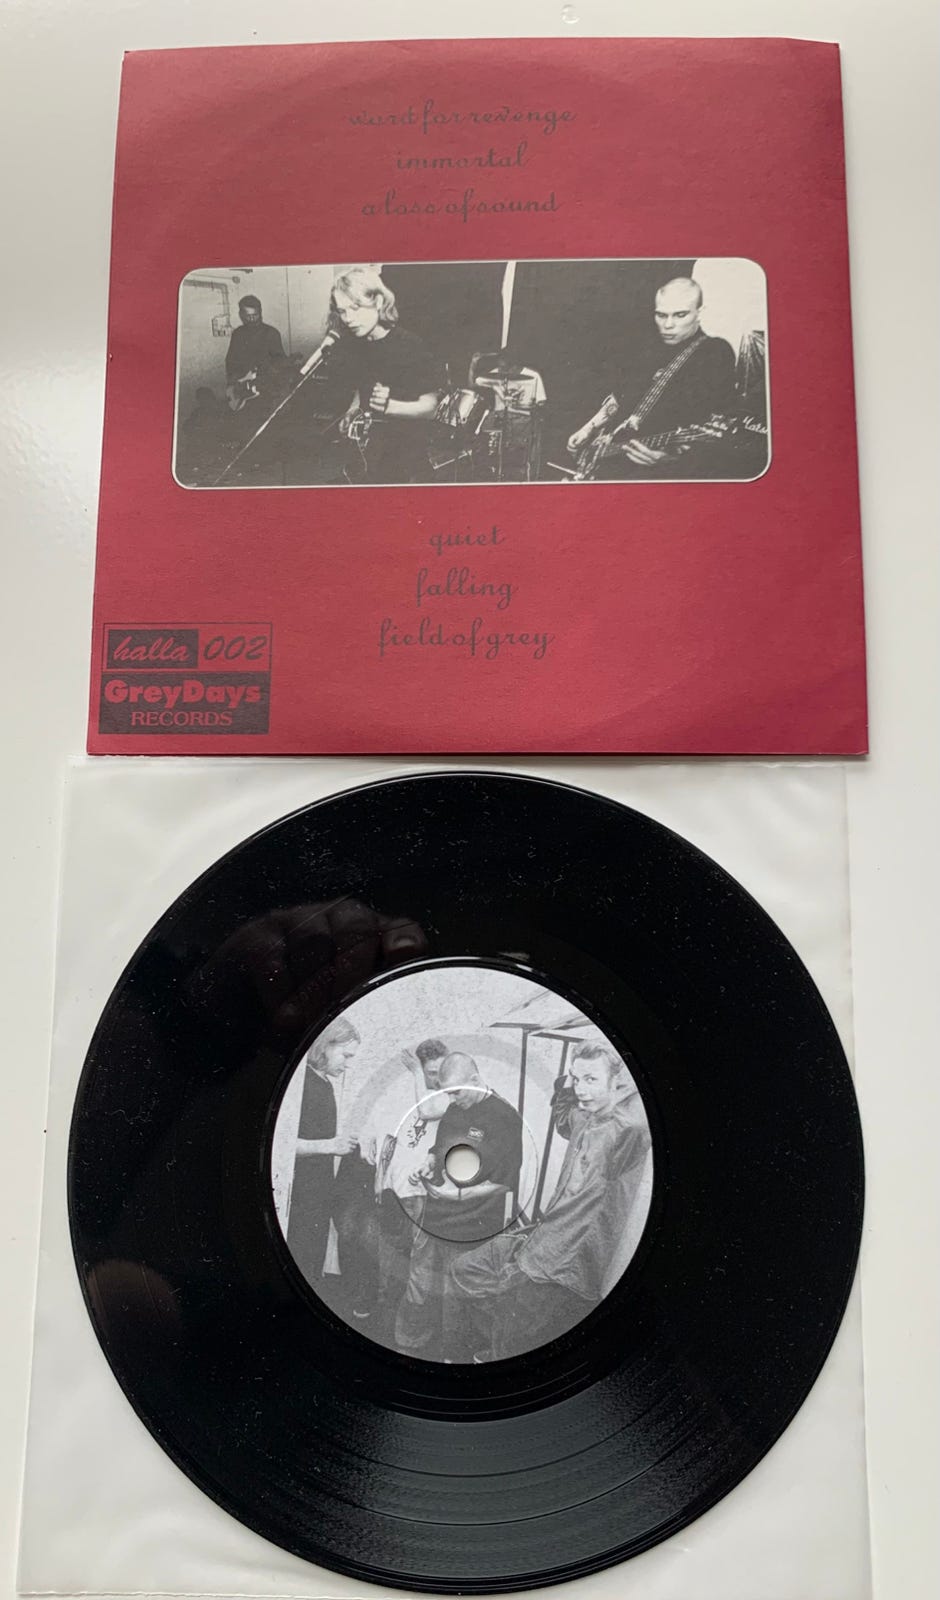 word for revenge
immortal
a loss of sound
quiet
falling
field of grey
halla 002
GreyDays
RECORDS